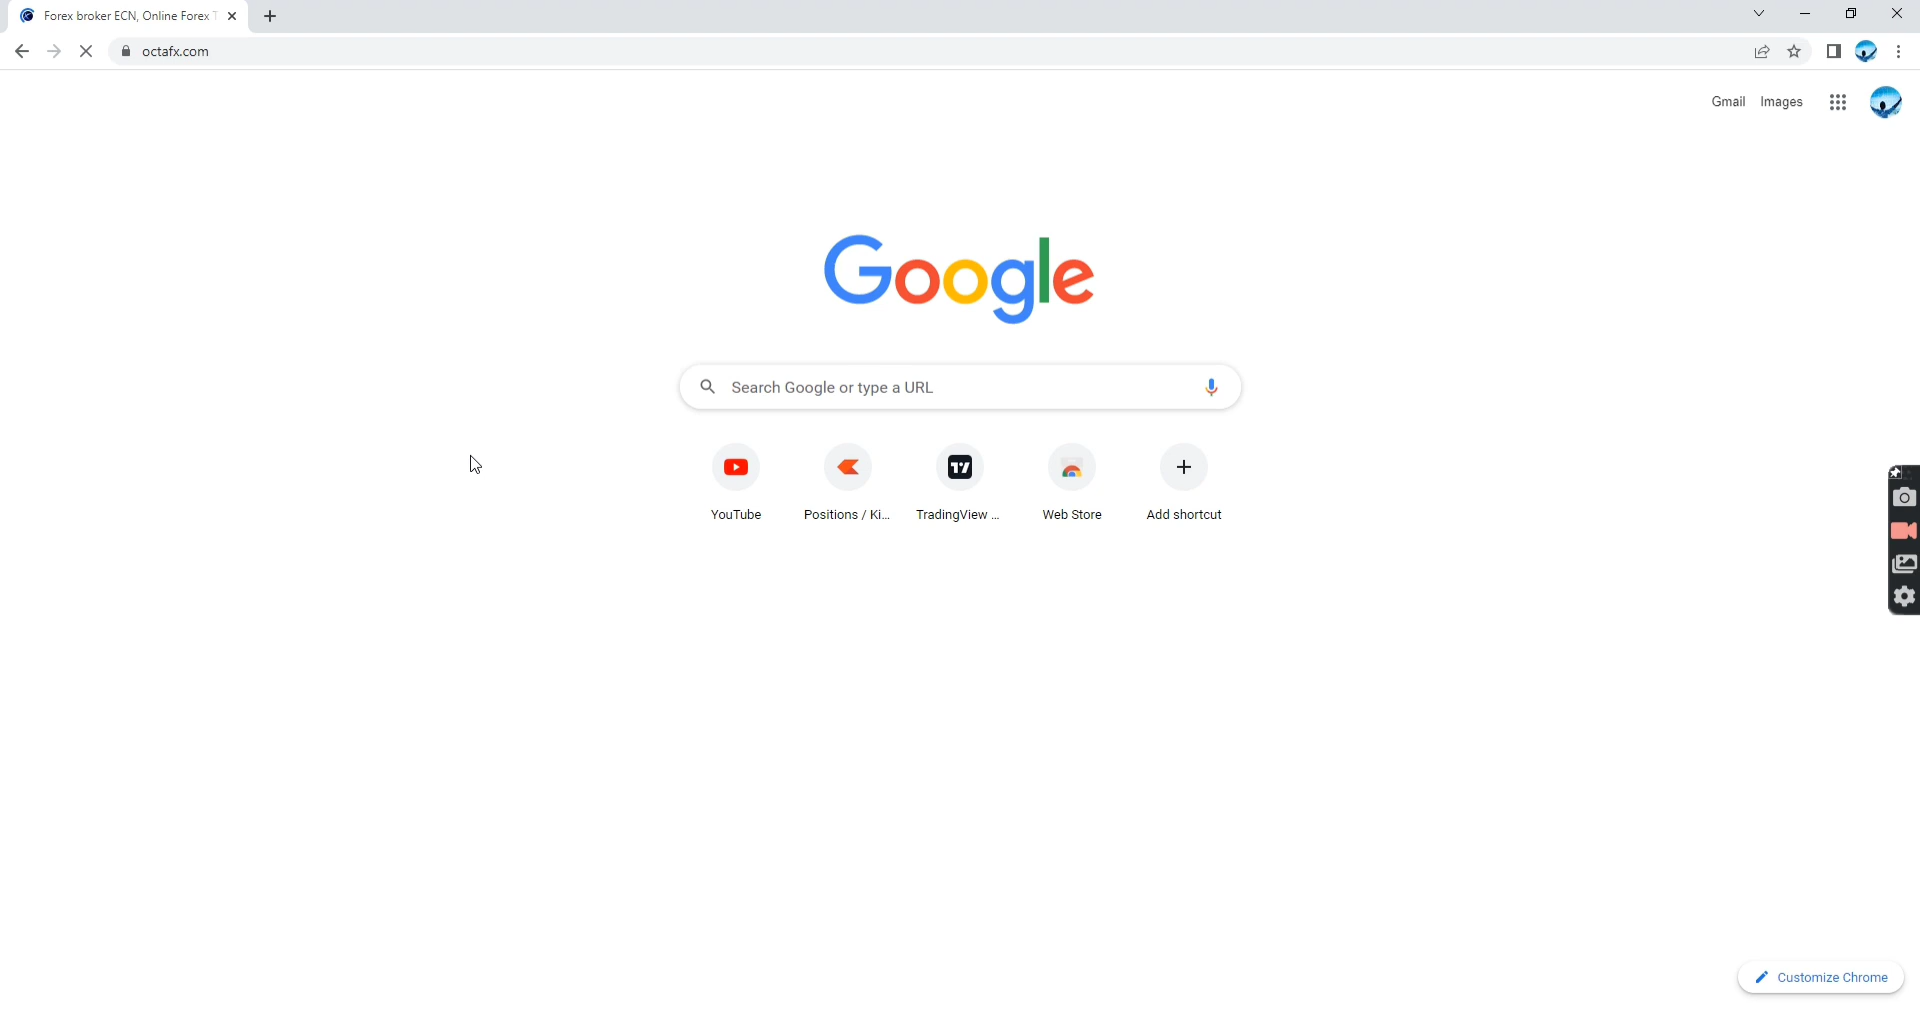 Forex broker ECN, Online Forex
octafx.com
Gmail Images
Google
Search Google or type a URL
YouTube
Positions / Ki...
TradingView ...
Web Store
Add shortcut
Customize Chrome